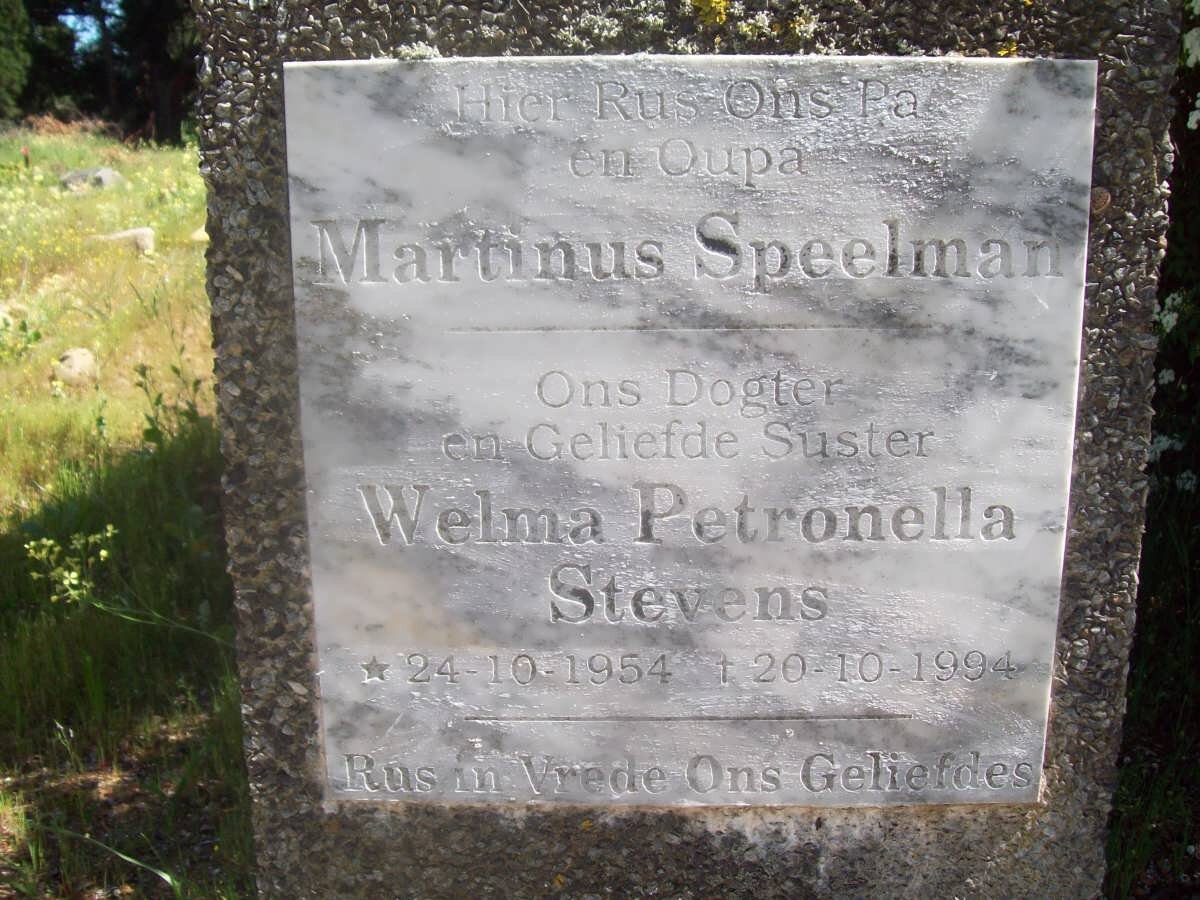 Hier Rus Ons Pa
en Oupa
Martinus Speelman
Ons Dogter
en Geliefde Suster
Welma Petronella
Stevens
★ 24-10-1954 † 20-10-1994
Rus in Vrede Ons Geliefdes